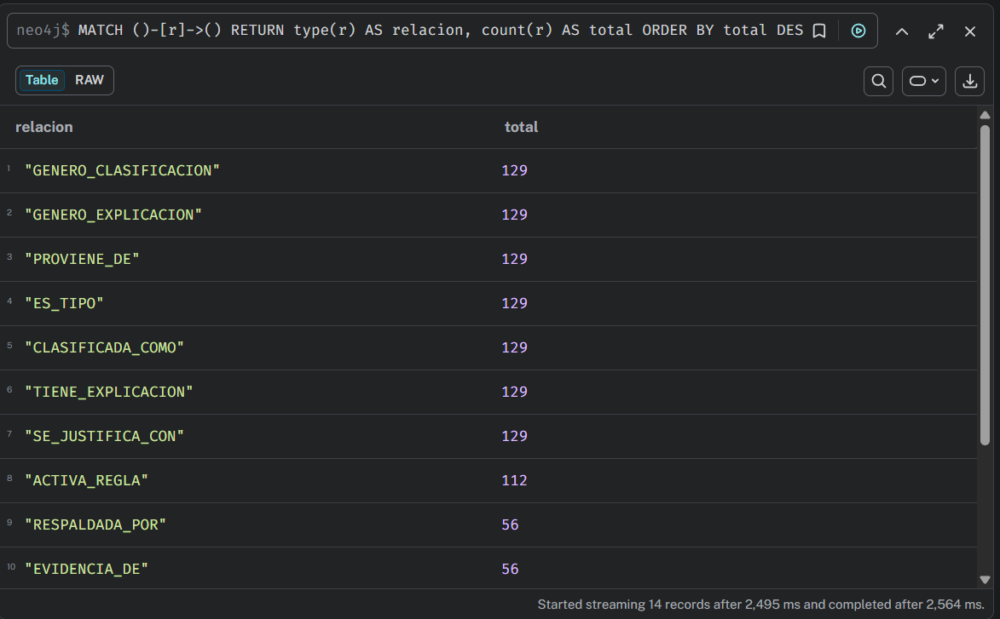 neo4j$ MATCH ()-[r]->() RETURN type(r) AS relacion, count(r) AS total ORDER BY total DES
Table RAW
relacion total
1 "GENERO_CLASIFICACION" 129
2 "GENERO_EXPLICACION" 129
3 "PROVIENE_DE" 129
4 "ES_TIPO" 129
5 "CLASIFICADA_COMO" 129
6 "TIENE_EXPLICACION" 129
7 "SE_JUSTIFICA_CON" 129
8 "ACTIVA_REGLA" 112
9 "RESPALDADA_POR" 56
10 "EVIDENCIA_DE" 56
Started streaming 14 records after 2,495 ms and completed after 2,564 ms.